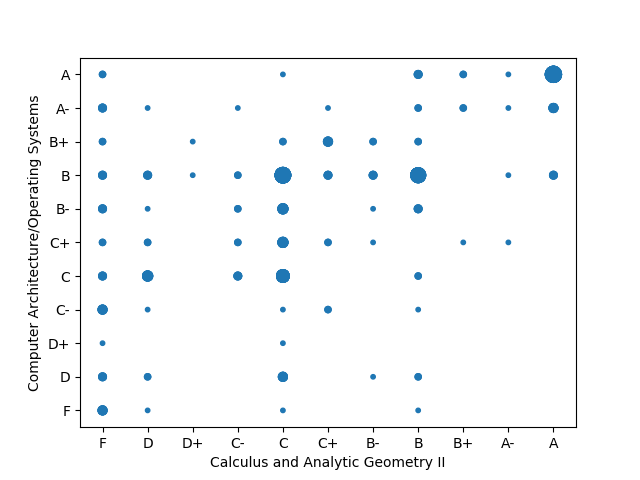 Computer Architecture/Operating Systems
A
A-
B+
B
B-
C+
C
C-
D+
D
F
F D D+ C- C C+ B- B B+ A- A
Calculus and Analytic Geometry II